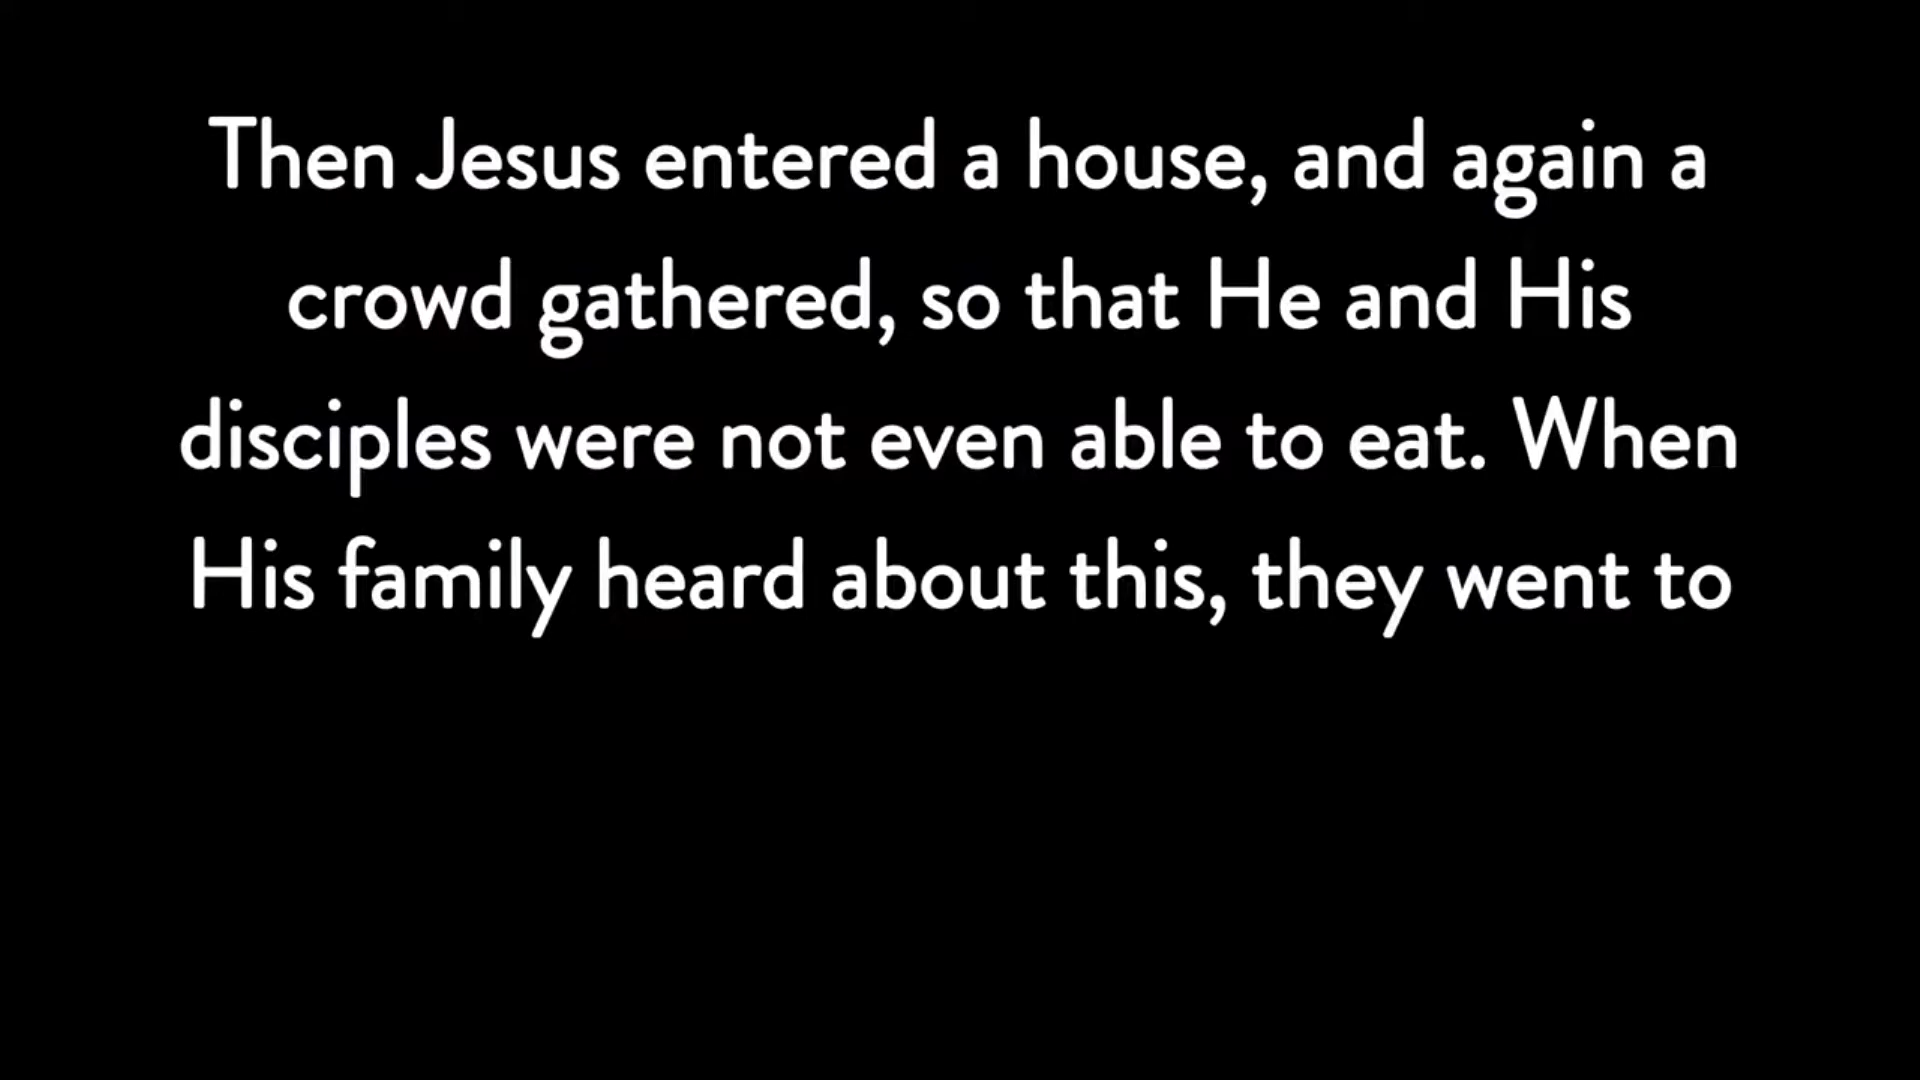 Then Jesus entered a house, and again a
crowd gathered, so that He and His
disciples were not even able to eat. When
His family heard about this, they went to